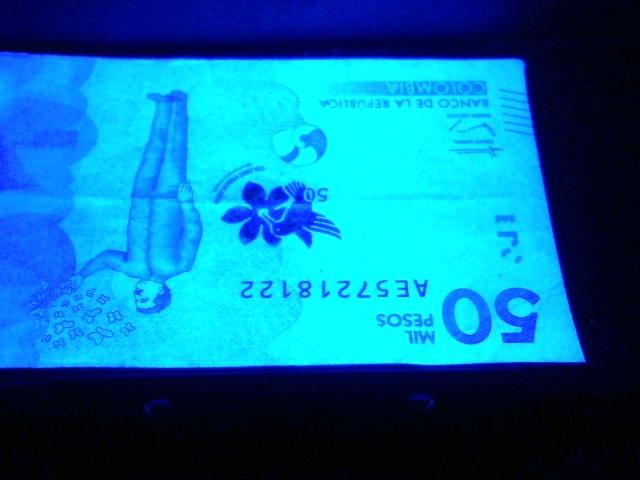 50 MIL
PESOS
AE57218122
50
BANCO DE LA REPÚBLICA
COLOMBIA